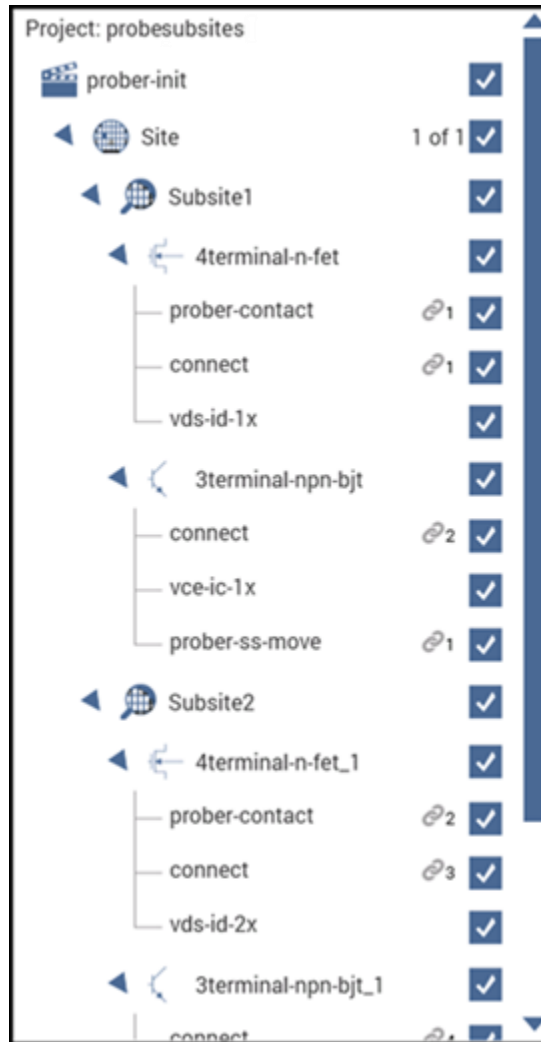 Project: probesubsites
prober-init
Site 1 of 1
Subsite1
4terminal-n-fet
prober-contact 1
connect 1
vds-id-1x
3terminal-npn-bjt
connect 2
vce-ic-1x
prober-ss-move 1
Subsite2
4terminal-n-fet_1
prober-contact 2
connect 3
vds-id-2x
3terminal-npn-bjt_1
connect 4